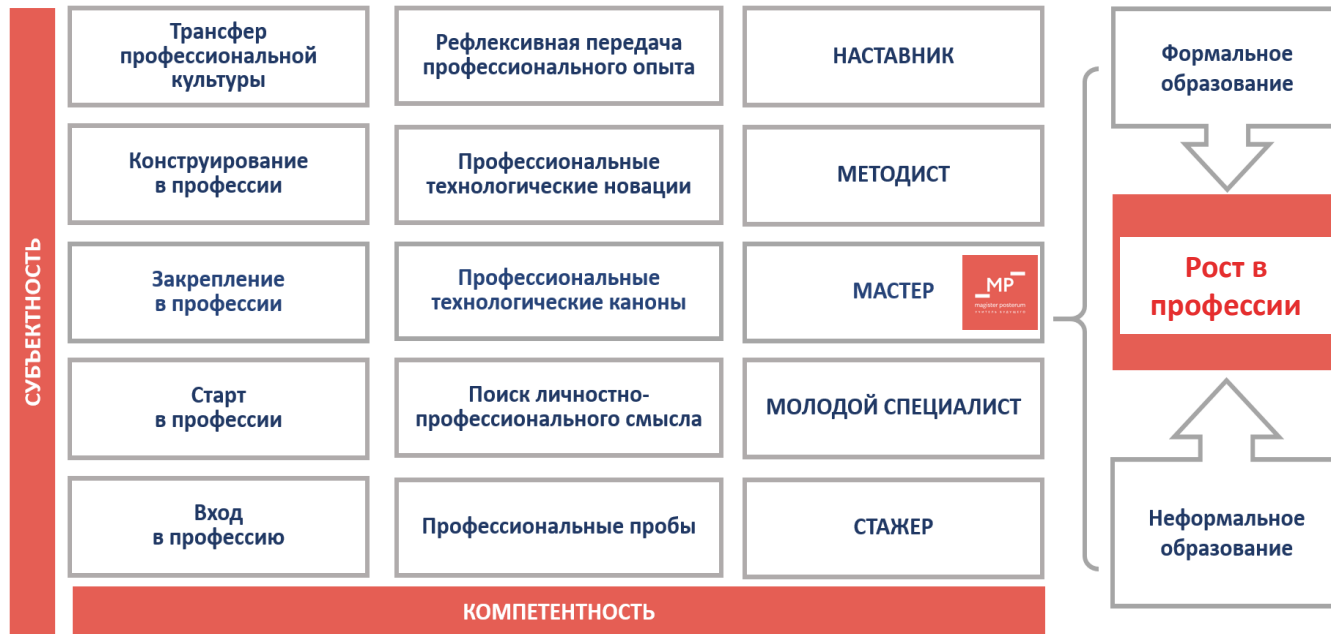 СУБЪЕКТНОСТЬ
Трансфер
профессиональной
культуры
Рефлексивная передача
профессионального опыта
НАСТАВНИК
Конструирование
в профессии
Профессиональные
технологические новации
МЕТОДИСТ
Закрепление
в профессии
Профессиональные
технологические каноны
МАСТЕР
MP
magister posterum
УЧИТЕЛЬ БУДУЩЕГО
Старт
в профессии
Поиск личностно-
профессионального смысла
МОЛОДОЙ СПЕЦИАЛИСТ
Вход
в профессию
Профессиональные пробы
СТАЖЕР
КОМПЕТЕНТНОСТЬ
Формальное
образование
Рост в
профессии
Неформальное
образование